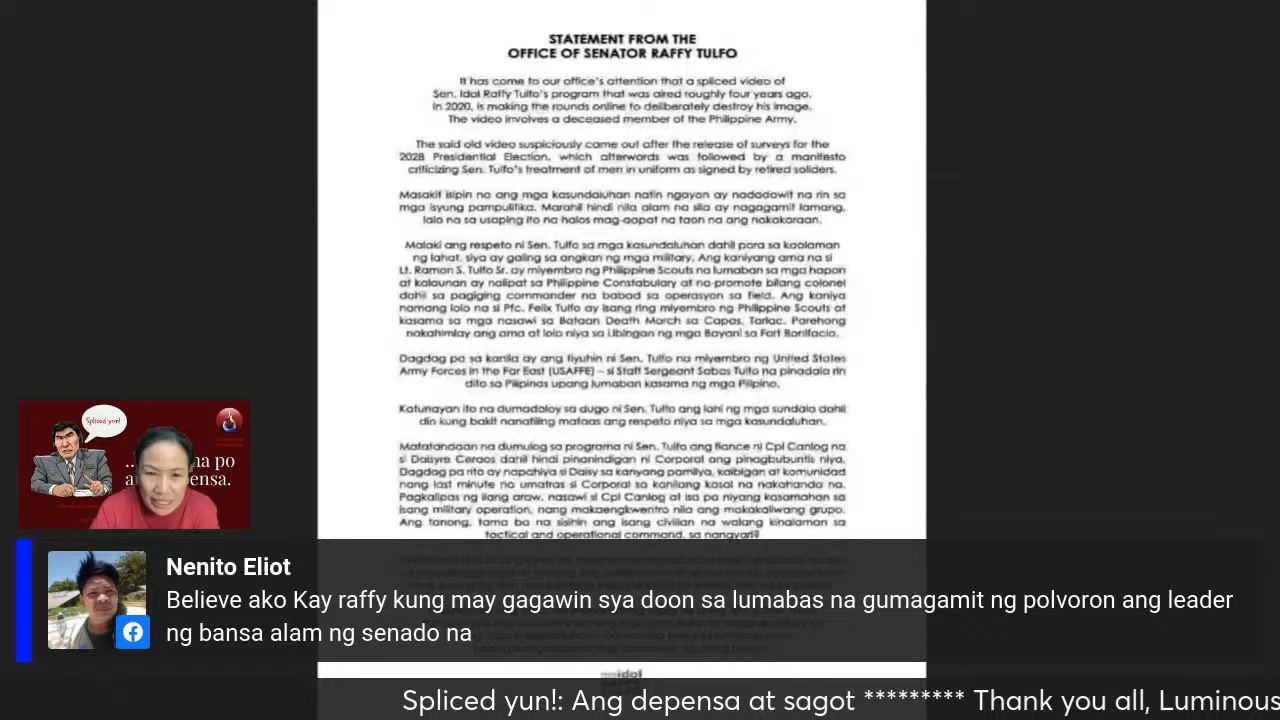 STATEMENT FROM THE
OFFICE OF SENATOR RAFFY TULFO
It has come to our office's attention that a spliced video of
Sen. Idol Raffy Tulfo's program that was aired roughly four years ago,
in 2020, is making the rounds online to deliberately destroy his image.
The video involves a deceased member of the Philippine Army.
The said old video suspiciously came out after the release of surveys for the
2028 Presidential Election, which afterwards was followed by a manifesto
criticizing Sen. Tulfo's treatment of men in uniform as signed by retired soliders.
Masakit isipin na ang mga kasundaluhan natin ngayon ay nadadawit na rin sa
mga isyung pampulitika. Marahil hindi nila alam na sila ay nagagamit lamang,
lalo na sa usaping ito na halos mag-aapat na taon na ang nakakaraan.
Malaki ang respeto ni Sen. Tulfo sa mga kasundaluhan dahil para sa kaalaman
ng lahat, siya ay galing sa angkan ng mga military. Ang kaniyang ama na si
Lt. Ramon S. Tulfo Sr. ay miyembro ng Philippine Scouts na lumaban sa mga hapon
at kalaunan ay nalipat sa Philippine Constabulary at na-promote bilang colonel
dahil sa pagiging commander na babad sa operasyon sa field. Ang kaniya
namang lolo na si Pfc. Felix Tulfo ay isang ring miyembro ng Philippine Scouts at
kasama sa mga nasawi sa Bataan Death March sa Capas, Tarlac. Parehong
nakahimlay ang ama at lolo niya sa Libingan ng mga Bayani sa Fort Bonifacio.
Dagdag pa sa kanila ay ang tiyuhin ni Sen. Tulfo na miyembro ng United States
Army Forces in the Far East (USAFFE) – si Staff Sergeant Sabas Tulfo na pinadala rin
dito sa Pilipinas upang lumaban kasama ng mga Pilipino.
Katunayan ito na dumadaloy sa dugo ni Sen. Tulfo ang lahi ng mga sundalo dahil
din kung bakit nanatiling mataas ang respeto niya sa mga kasundaluhan.
Matatandaan na dumulog sa programa ni Sen. Tulfo ang fiance ni Cpl Canlog na
si Daisyre Ceraos dahil hindi pinanindigan ni Corporal ang pinagbubuntis niya.
Dagdag pa rito ay napahiya si Daisy sa kanyang pamilya, kaibigan at komunidad
nang last minute na umatras si Corporal sa kanilang kasal na nakahanda na.
Pagkalipas ng ilang araw, nasawi si Cpl Canlog at isa pa niyang kasamahan sa
isang military operation, nang makaengkwentro nila ang makakaliwang grupo.
Ang tanong, tama ba na sisihin ang isang civilian na walang kinalaman sa
tactical and operational command, sa nangyari?
Spliced yun!
na po
Nenito Eliot
Believe ako Kay raffy kung may gagawin sya doon sa lumabas na gumagamit ng polvoron ang leader
ng bansa alam ng senado na
idol
Spliced yun!: Ang depensa at sagot ********* Thank you all, Luminous